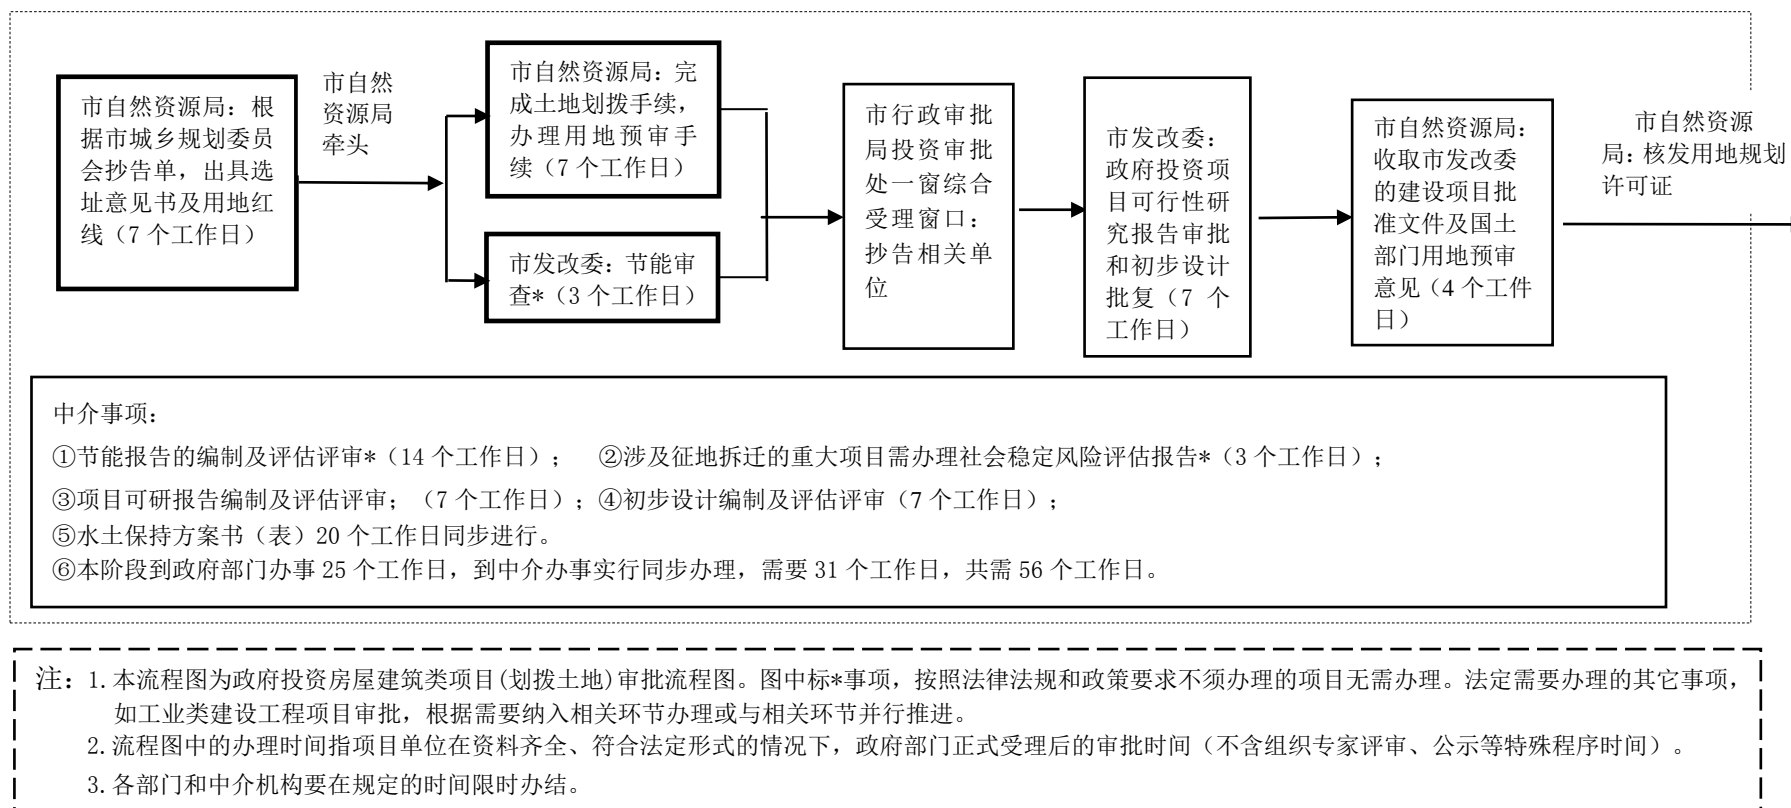 市自然资源局：根
据市城乡规划委员
会抄告单，出具选
址意见书及用地红
线（7 个工作日）
市自然
资源局
牵头
市自然资源局：完
成土地划拨手续，
办理用地预审手
续（7 个工作日）
市发改委：节能审
查*（3 个工作日）
市行政审批
局投资审批
处一窗综合
受理窗口：
抄告相关单
位
市发改委：
政府投资项
目可行性研
究报告审批
和初步设计
批复（7 个
工作日）
市自然资源局：
收取市发改委
的建设项目批
准文件及国土
部门用地预审
意见（4 个工件
日）
市自然资源
局：核发用地规划
许可证
中介事项：
①节能报告的编制及评估评审*（14 个工作日）； ②涉及征地拆迁的重大项目需办理社会稳定风险评估报告*（3 个工作日）；
③项目可研报告编制及评估评审；（7 个工作日）；④初步设计编制及评估评审（7 个工作日）；
⑤水土保持方案书（表）20 个工作日同步进行。
⑥本阶段到政府部门办事 25 个工作日，到中介办事实行同步办理，需要 31 个工作日，共需 56 个工作日。
注：1.本流程图为政府投资房屋建筑类项目(划拨土地)审批流程图。图中标*事项，按照法律法规和政策要求不须办理的项目无需办理。法定需要办理的其它事项，
如工业类建设工程项目审批，根据需要纳入相关环节办理或与相关环节并行推进。
2.流程图中的办理时间指项目单位在资料齐全、符合法定形式的情况下，政府部门正式受理后的审批时间（不含组织专家评审、公示等特殊程序时间）。
3.各部门和中介机构要在规定的时间限时办结。